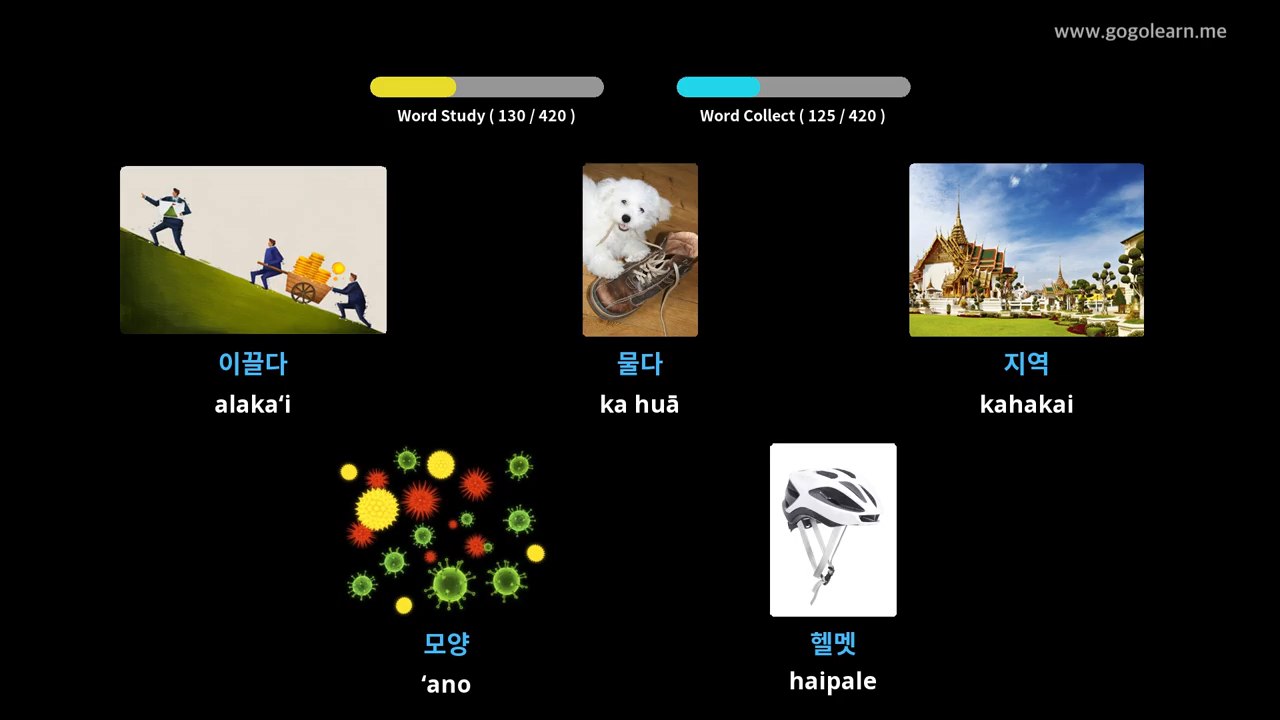 www.gogolearn.me
Word Study ( 130 / 420 )
Word Collect ( 125 / 420 )
이끌다
alakaʻi
물다
ka huā
지역
kahakai
모양
ʻano
헬멧
haipale